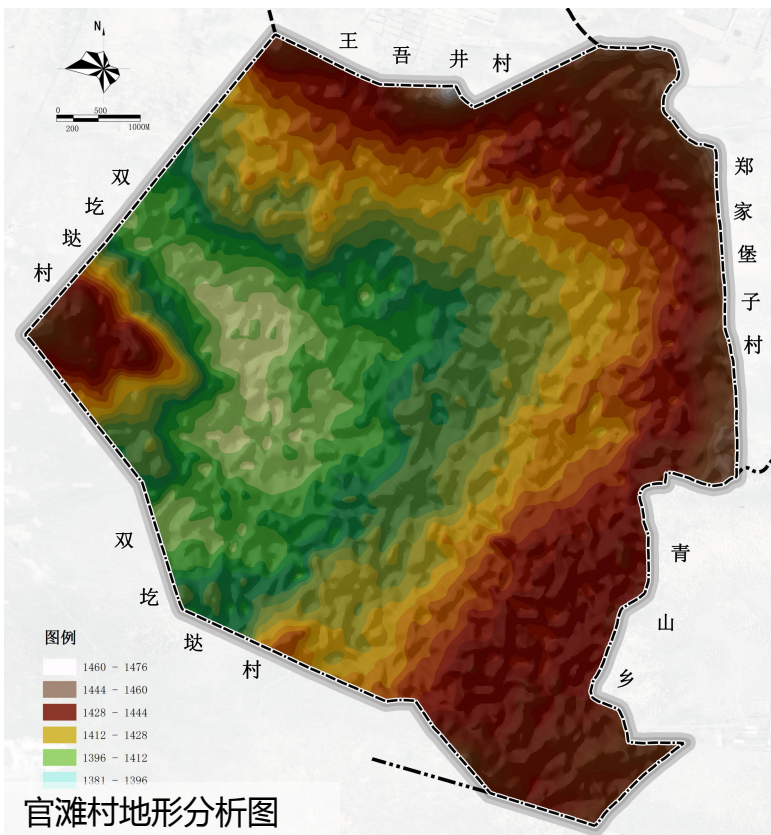 N
0 500
200 1000M
王吾井村
双圪垯村
郑家堡子村
双圪垯村
青山乡
图例
1460 - 1476
1444 - 1460
1428 - 1444
1412 - 1428
1396 - 1412
1381 - 1396
官滩村地形分析图